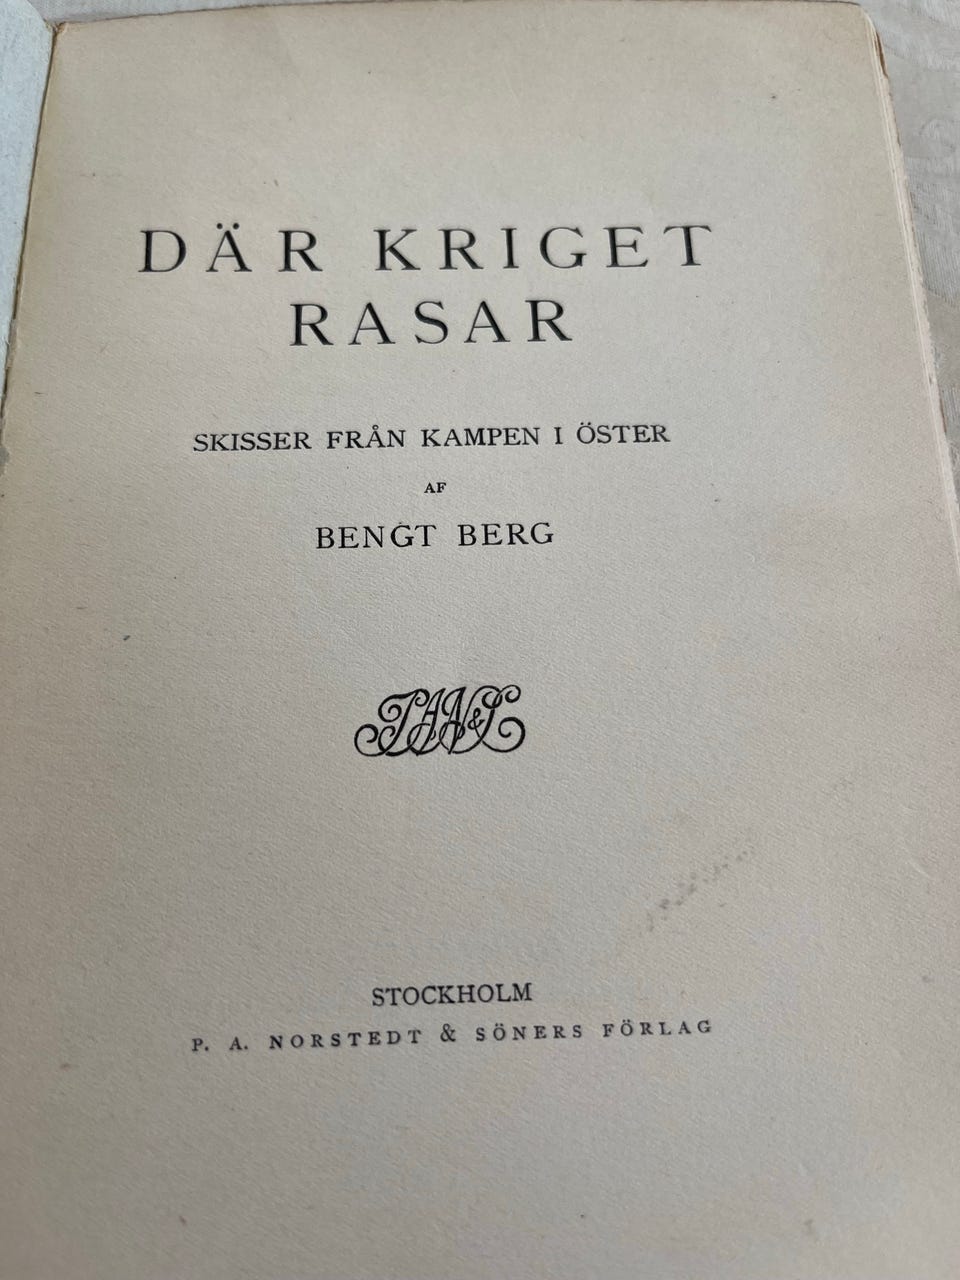 DÄR KRIGET
RASAR
SKISSER FRÅN KAMPEN I ÖSTER
AF
BENGT BERG
P A N & S
STOCKHOLM
P. A. NORSTEDT & SÖNERS FÖRLAG